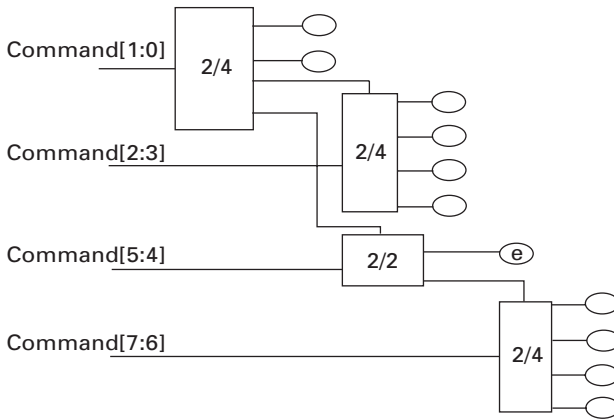 Command[1:0]
2/4
Command[2:3]
2/4
Command[5:4]
2/2
e
Command[7:6]
2/4